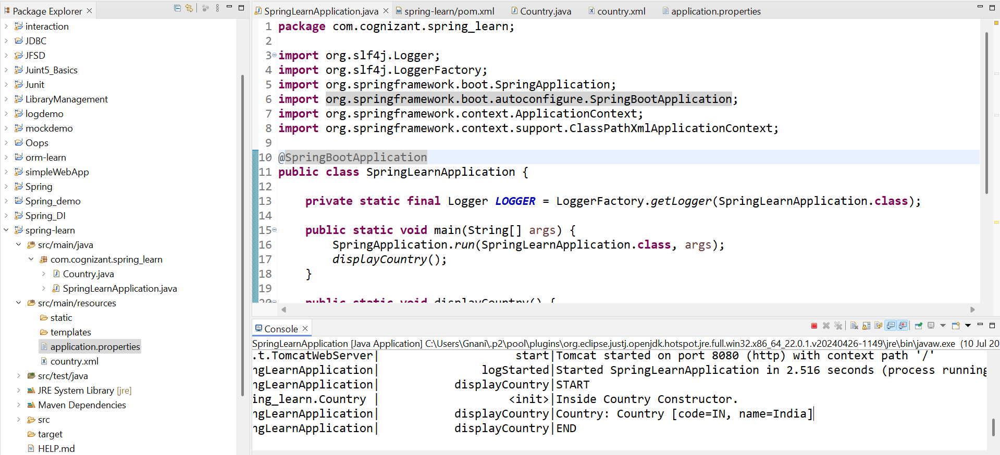 Package Explorer
interaction
JDBC
JFSD
Juint5_Basics
Junit
LibraryManagement
logdemo
mockdemo
Oops
orm-learn
simpleWebApp
Spring
Spring_demo
Spring_DI
spring-learn
src/main/java
com.cognizant.spring_learn
Country.java
SpringLearnApplication.java
src/main/resources
static
templates
application.properties
country.xml
src/test/java
JRE System Library [jre]
Maven Dependencies
src
target
HELP.md
SpringLearnApplication.java spring-learn/pom.xml Country.java country.xml application.properties
1 package com.cognizant.spring_learn;
2
3 import org.slf4j.Logger;
4 import org.slf4j.LoggerFactory;
5 import org.springframework.boot.SpringApplication;
6 import org.springframework.boot.autoconfigure.SpringBootApplication;
7 import org.springframework.context.ApplicationContext;
8 import org.springframework.context.support.ClassPathXmlApplicationContext;
9
10 @SpringBootApplication
11 public class SpringLearnApplication {
12
13 private static final Logger LOGGER = LoggerFactory.getLogger(SpringLearnApplication.class);
14
15 public static void main(String[] args) {
16 SpringApplication.run(SpringLearnApplication.class, args);
17 displayCountry();
18 }
19
20 public static void displayCountry() {
Console
SpringLearnApplication [Java Application] C:\Users\Gnani\.p2\pool\plugins\org.eclipse.justj.openjdk.hotspot.jre.full.win32.x86_64_22.0.1.v20240426-1149\jre\bin\javaw.exe (10 Jul 20
.t.TomcatWebServer| start|Tomcat started on port 8080 (http) with context path '/'
ngLearnApplication| logStarted|Started SpringLearnApplication in 2.516 seconds (process running
ngLearnApplication| displayCountry|START
ing_learn.Country | <init>|Inside Country Constructor.
ngLearnApplication| displayCountry|Country: Country [code=IN, name=India]
ngLearnApplication| displayCountry|END